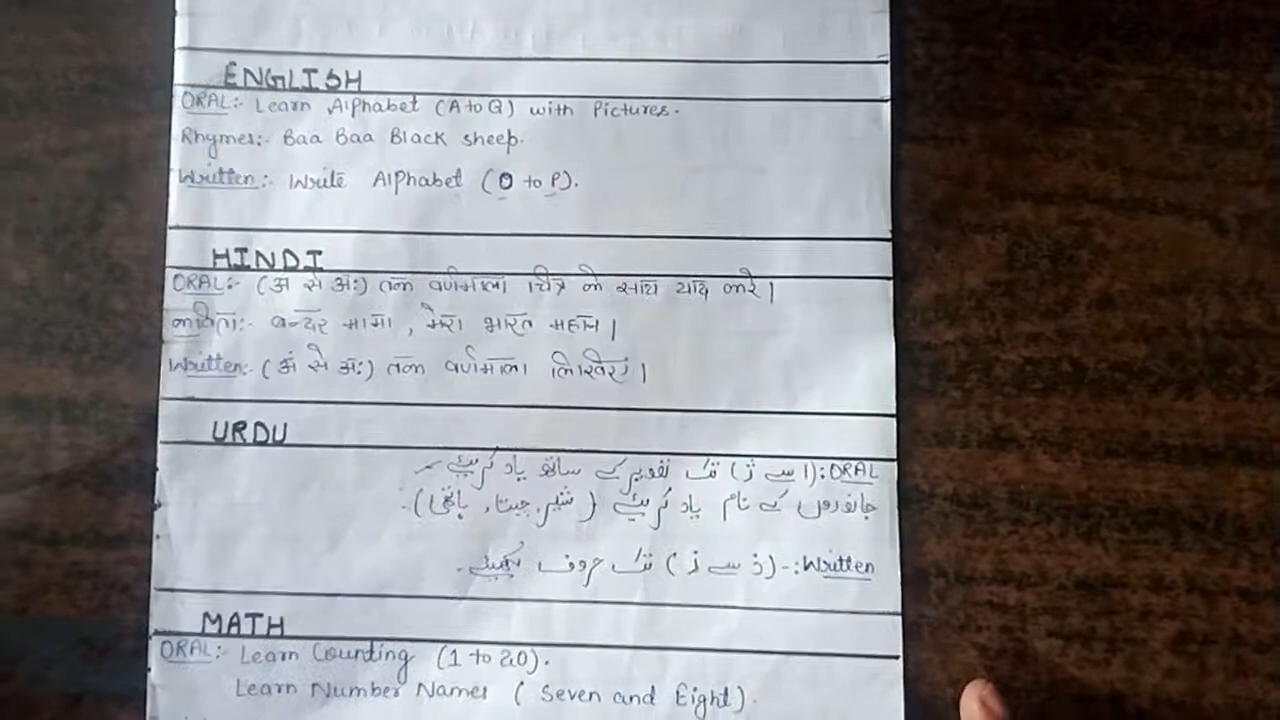 ENGLISH
ORAL:- Learn Alphabet (A to Q) with Pictures.
Rhymes:- Baa Baa Black sheep.
Written:- Write Alphabet (O to P).
HINDI
ORAL:- (अ से अः) तक वर्णमाला चित्र के साथ याद करे।
कविता:- बन्दर मामा, मेरा भारत महान।
Written:- (अं से अः) तक वर्णमाला लिखिए।
URDU
ORAL: (ا سے ژ) تک تصویر کے ساتھ یاد کریئے
جانوروں کے نام یاد کریئے (شیر، چیتا، ہاتھی)۔
Written:- (ذ سے ژ) تک حروف لکھیئے۔
MATH
ORAL: Learn Counting (1 to 20).
Learn Number Names (Seven and Eight).